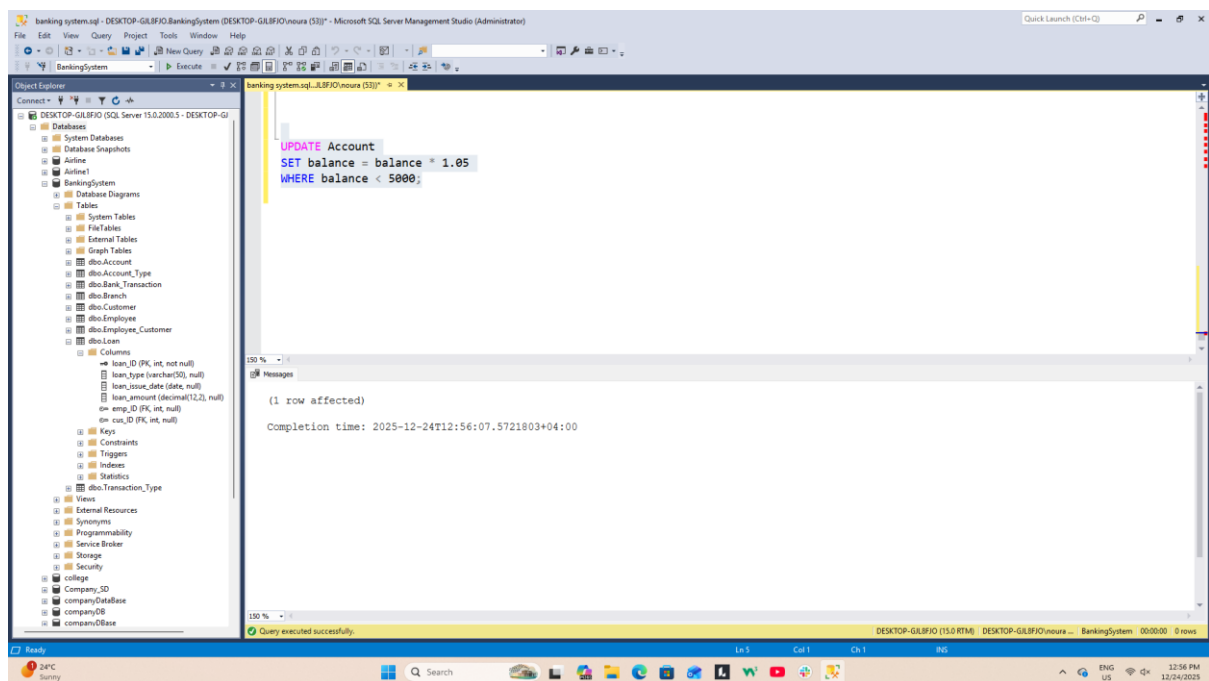 banking system.sql - DESKTOP-GJL8FJO.BankingSystem (DESKTOP-GJL8FJO\noura (53))* - Microsoft SQL Server Management Studio (Administrator)
Quick Launch (Ctrl+Q)
File Edit View Query Project Tools Window Help
New Query
BankingSystem Execute
Object Explorer
banking system.sql...JL8FJO\noura (53))*
Connect
DESKTOP-GJL8FJO (SQL Server 15.0.2000.5 - DESKTOP-GJ
Databases
System Databases
Database Snapshots
Airline
Airline1
BankingSystem
Database Diagrams
Tables
System Tables
FileTables
External Tables
Graph Tables
dbo.Account
dbo.Account_Type
dbo.Bank_Transaction
dbo.Branch
dbo.Customer
dbo.Employee
dbo.Employee_Customer
dbo.Loan
Columns
loan_ID (PK, int, not null)
loan_type (varchar(50), null)
loan_issue_date (date, null)
loan_amount (decimal(12,2), null)
emp_ID (FK, int, null)
cus_ID (FK, int, null)
Keys
Constraints
Triggers
Indexes
Statistics
dbo.Transaction_Type
Views
External Resources
Synonyms
Programmability
Service Broker
Storage
Security
college
Company_SD
companyDataBase
companyDB
companyDBase
UPDATE Account
SET balance = balance * 1.05
WHERE balance < 5000;
150 %
Messages
(1 row affected)
Completion time: 2025-12-24T12:56:07.5721803+04:00
150 %
Query executed successfully.
DESKTOP-GJL8FJO (15.0 RTM) DESKTOP-GJL8FJO\noura ... BankingSystem 00:00:00 0 rows
Ready
Ln 5 Col 1 Ch 1 INS
1
24°C
Sunny
Search
ENG
US
12:56 PM
12/24/2025